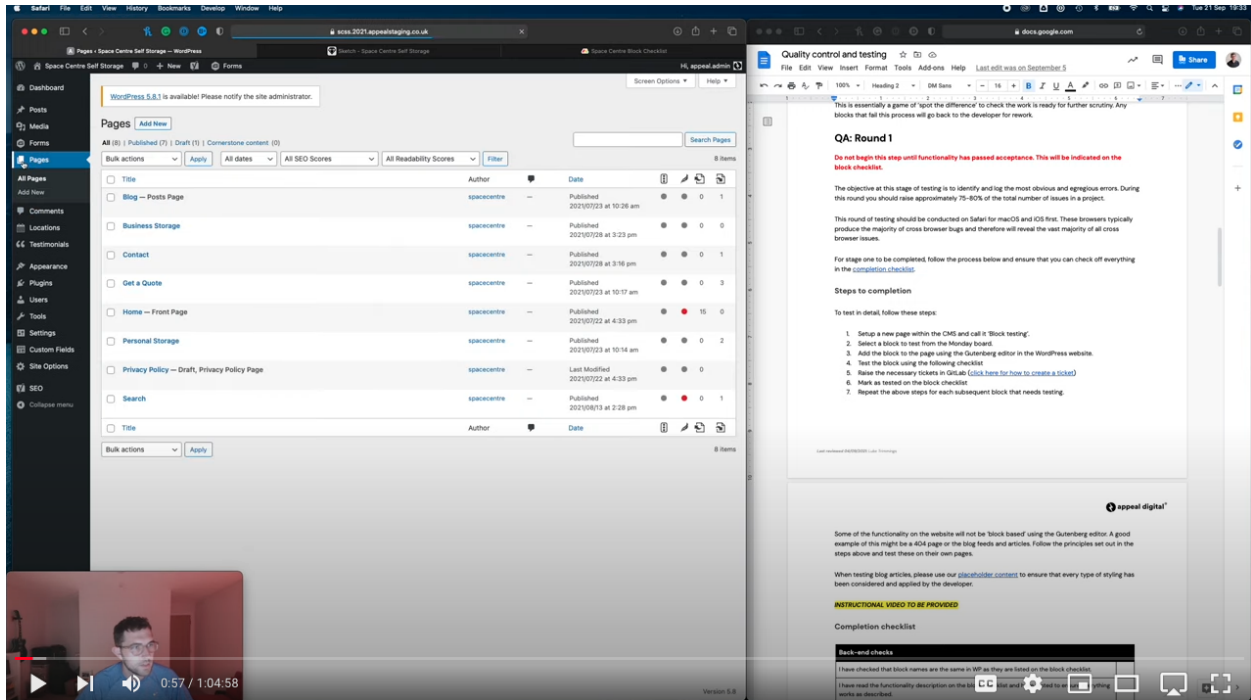 Safari File Edit View History Bookmarks Develop Window Help
Tue 21 Sep 19:33
scss.2021.appealstaging.co.uk
Pages ‹ Space Centre Self Storage — WordPress
Sketch - Space Centre Self Storage
Space Centre Block Checklist
Space Centre Self Storage 0 + New Forms
Hi, appeal.admin
Screen Options
Help
Dashboard
Posts
Media
Forms
Pages
All Pages
Add New
Comments
Locations
Testimonials
Appearance
Plugins
Users
Tools
Settings
Custom Fields
Site Options
SEO
Collapse menu
WordPress 5.8.1 is available! Please notify the site administrator.
Pages Add New
Search Pages
All (8) | Published (7) | Draft (1) | Cornerstone content (0)
Bulk actions Apply All dates All SEO Scores All Readability Scores Filter 8 items
Title Author Date
Blog — Posts Page spacecentre — Published 0 1
2021/07/23 at 10:26 am
Business Storage spacecentre — Published 0 0
2021/07/28 at 3:23 pm
Contact spacecentre — Published 0 1
2021/07/28 at 3:16 pm
Get a Quote spacecentre — Published 0 3
2021/07/23 at 10:17 am
Home — Front Page spacecentre — Published 15 0
2021/07/22 at 4:33 pm
Personal Storage spacecentre — Published 0 2
2021/07/23 at 10:14 am
Privacy Policy — Draft, Privacy Policy Page spacecentre — Last Modified 0
2021/07/22 at 4:33 pm
Search spacecentre — Published 0 1
2021/08/13 at 2:28 pm
Title Author Date
Bulk actions Apply 8 items
Version 5.8
0:57 / 1:04:58
docs.google.com
Quality control and testing
File Edit View Insert Format Tools Add-ons Help Last edit was on September 5
Share
100% Heading 2 DM Sans − 16 + B I U A
This is essentially a game of 'spot the difference' to check the work is ready for further scrutiny. Any
blocks that fail this process will go back to the developer for rework.
QA: Round 1
Do not begin this step until functionality has passed acceptance. This will be indicated on the
block checklist.
The objective at this stage of testing is to identify and log the most obvious and egregious errors. During
this round you should raise approximately 75-80% of the total number of issues in a project.
This round of testing should be conducted on Safari for macOS and iOS first. These browsers typically
produce the majority of cross browser bugs and therefore will reveal the vast majority of all cross
browser issues.
For stage one to be completed, follow the process below and ensure that you can check off everything
in the completion checklist.
Steps to completion
To test in detail, follow these steps:
1. Setup a new page within the CMS and call it 'Block testing'.
2. Select a block to test from the Monday board.
3. Add the block to the page using the Gutenberg editor in the WordPress website.
4. Test the block using the following checklist
5. Raise the necessary tickets in GitLab (click here for how to create a ticket)
6. Mark as tested on the block checklist
7. Repeat the above steps for each subsequent block that needs testing.
appeal digital
Some of the functionality on the website will not be 'block based' using the Gutenberg editor. A good
example of this might be a 404 page or the blog feeds and articles. Follow the principles set out in the
steps above and test these on their own pages.
When testing blog articles, please use our placeholder content to ensure that every type of styling has
been considered and applied by the developer.
INSTRUCTIONAL VIDEO TO BE PROVIDED
Completion checklist
Back-end checks
I have checked that block names are the same in WP as they are listed on the block checklist.
I have read the functionality description on the block
works as described.
CC